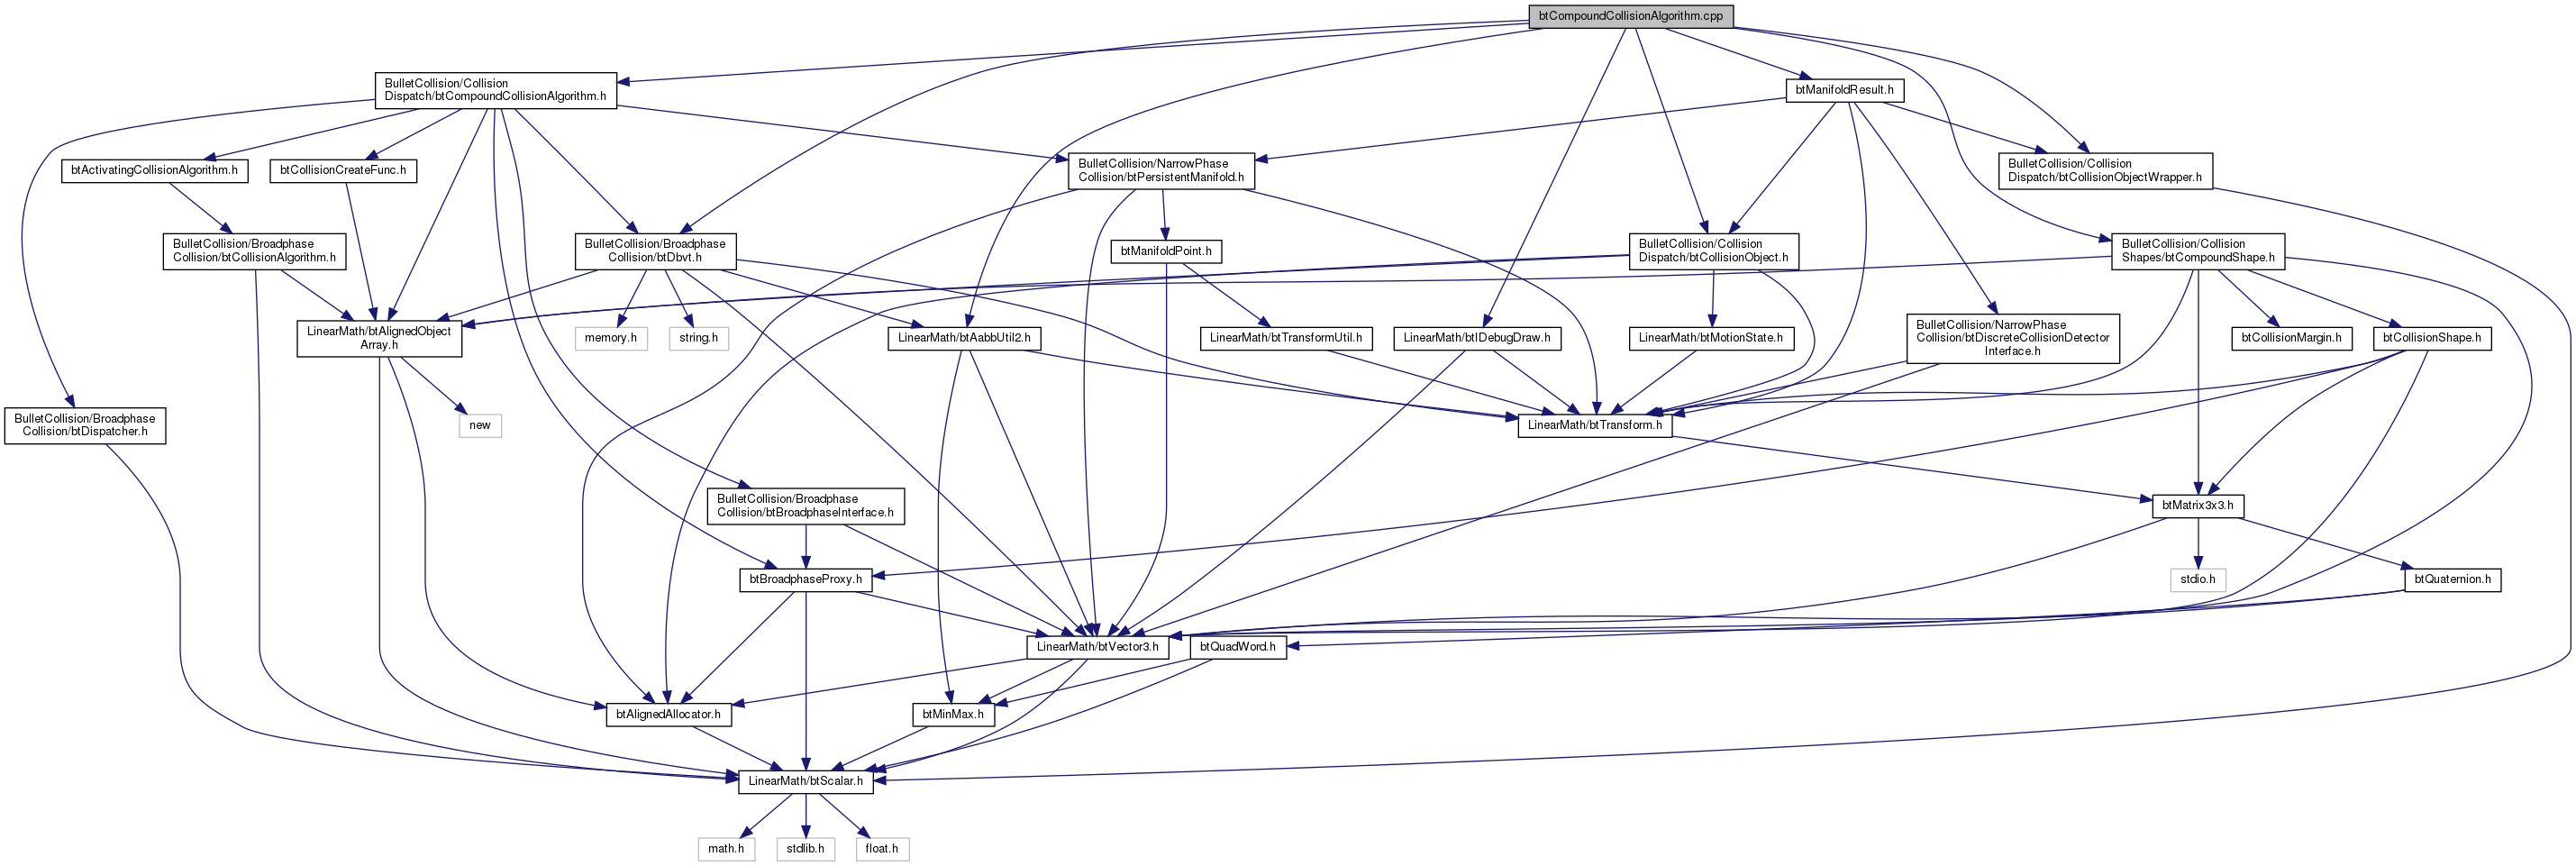 btCompoundCollisionAlgorithm.cpp
BulletCollision/Collision
Dispatch/btCompoundCollisionAlgorithm.h
btManifoldResult.h
btActivatingCollisionAlgorithm.h
btCollisionCreateFunc.h
BulletCollision/NarrowPhase
Collision/btPersistentManifold.h
BulletCollision/Collision
Dispatch/btCollisionObjectWrapper.h
BulletCollision/Broadphase
Collision/btCollisionAlgorithm.h
BulletCollision/Broadphase
Collision/btDbvt.h
btManifoldPoint.h
BulletCollision/Collision
Dispatch/btCollisionObject.h
BulletCollision/Collision
Shapes/btCompoundShape.h
LinearMath/btAlignedObject
Array.h
memory.h
string.h
LinearMath/btAabbUtil2.h
LinearMath/btTransformUtil.h
LinearMath/btIDebugDraw.h
LinearMath/btMotionState.h
BulletCollision/NarrowPhase
Collision/btDiscreteCollisionDetector
Interface.h
btCollisionMargin.h
btCollisionShape.h
BulletCollision/Broadphase
Collision/btDispatcher.h
new
LinearMath/btTransform.h
BulletCollision/Broadphase
Collision/btBroadphaseInterface.h
btMatrix3x3.h
btBroadphaseProxy.h
stdio.h
btQuaternion.h
LinearMath/btVector3.h
btQuadWord.h
btAlignedAllocator.h
btMinMax.h
LinearMath/btScalar.h
math.h
stdlib.h
float.h